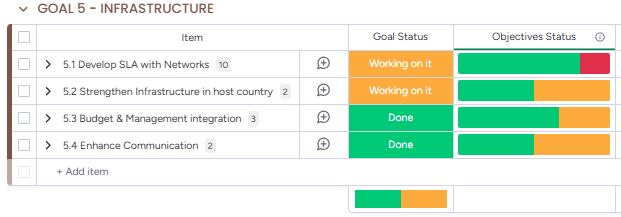 GOAL 5 - INFRASTRUCTURE
Item Goal Status Objectives Status
5.1 Develop SLA with Networks 10 Working on it
5.2 Strengthen Infrastructure in host country 2 Working on it
5.3 Budget & Management integration 3 Done
5.4 Enhance Communication 2 Done
+ Add item